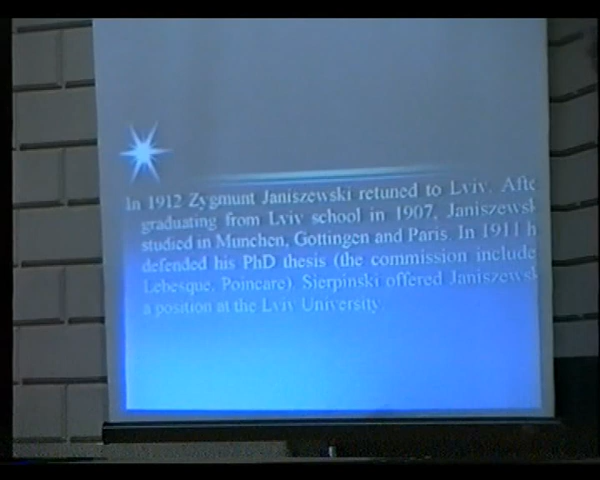 In 1912 Zygmunt Janiszewski retuned to Lviv. Afte
graduating from Lviv school in 1907, Janiszewsk
studied in Munchen, Gottingen and Paris. In 1911 h
defended his PhD thesis (the commission include
Lebesque, Poincare). Sierpinski offered Janiszewsk
a position at the Lviv University.